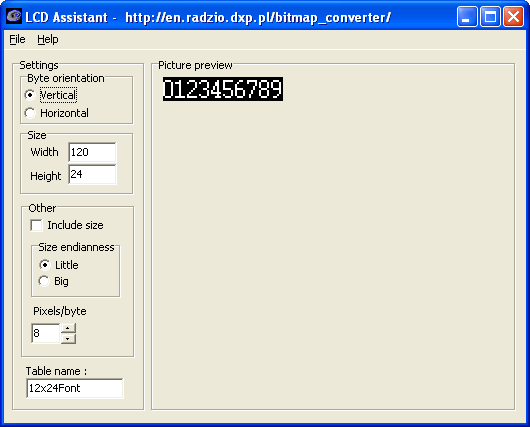 LCD Assistant -  http://en.radzio.dxp.pl/bitmap_converter/
File Help
Settings
Byte orientation
Vertical
Horizontal
Size
Width 120
Height 24
Other
Include size
Size endianness
Little
Big
Pixels/byte
8
Table name :
12x24Font
Picture preview
0123456789